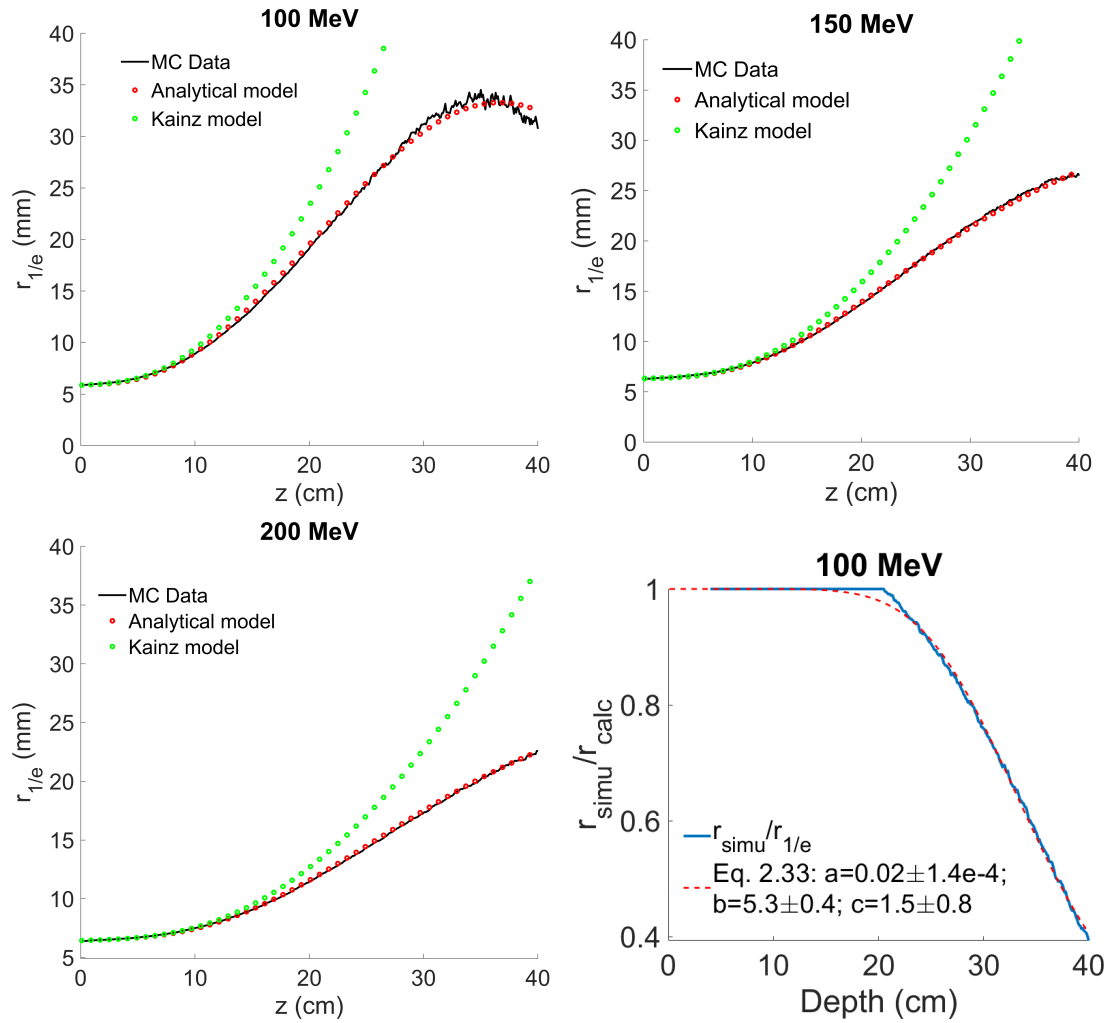 100 MeV
40
35
30
25
20
15
10
5
0
r1/e (mm)
MC Data
Analytical model
Kainz model
0
10
20
30
40
z (cm)
150 MeV
40
35
30
25
20
15
10
5
0
r1/e (mm)
MC Data
Analytical model
Kainz model
0
10
20
30
40
z (cm)
200 MeV
40
35
30
25
20
15
10
5
r1/e (mm)
MC Data
Analytical model
Kainz model
0
10
20
30
40
z (cm)
100 MeV
1
0.8
0.6
0.4
rsimu/rcalc
rsimu/r1/e
Eq. 2.33: a=0.02±1.4e-4;
b=5.3±0.4; c=1.5±0.8
0
10
20
30
40
Depth (cm)